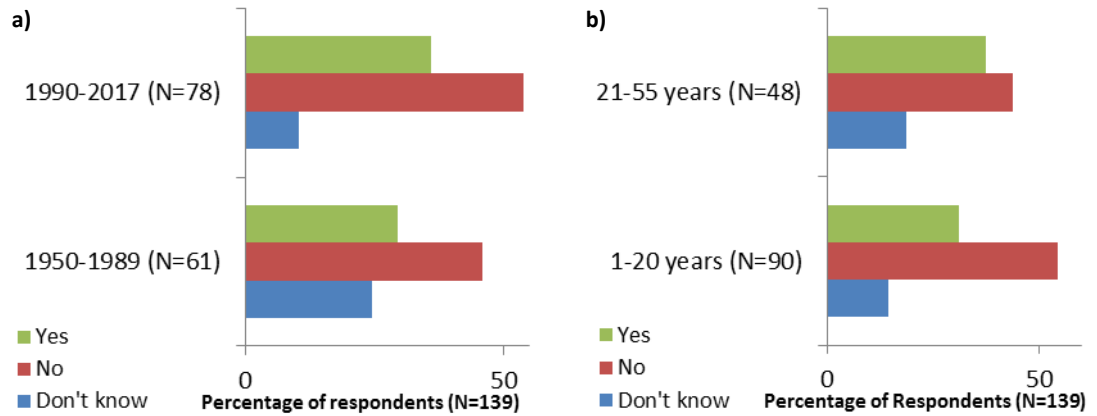 a)
1990-2017 (N=78)
1950-1989 (N=61)
Yes
No
Don't know
0
50
Percentage of respondents (N=139)
b)
21-55 years (N=48)
1-20 years (N=90)
Yes
No
Don't know
0
50
Percentage of Respondents (N=139)